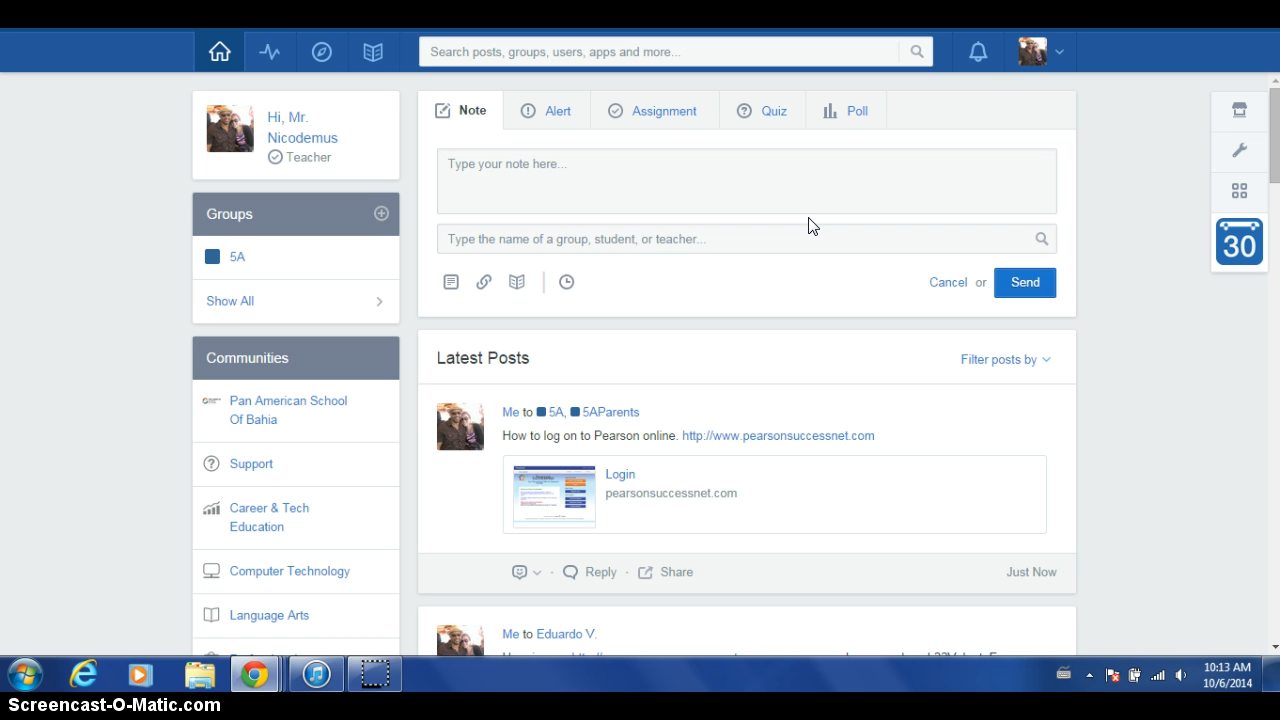 Search posts, groups, users, apps and more...
Hi, Mr.
Nicodemus
Teacher
Groups
5A
Show All
Communities
Pan American School
Of Bahia
Support
Career & Tech
Education
Computer Technology
Language Arts
Note
Alert
Assignment
Quiz
Poll
Type your note here...
Type the name of a group, student, or teacher...
Cancel or Send
Latest Posts
Filter posts by
Me to 5A, 5AParents
How to log on to Pearson online. http://www.pearsonsuccessnet.com
Login
pearsonsuccessnet.com
Reply
Share
Just Now
Me to Eduardo V.
30
10:13 AM
10/6/2014
Screencast-O-Matic.com